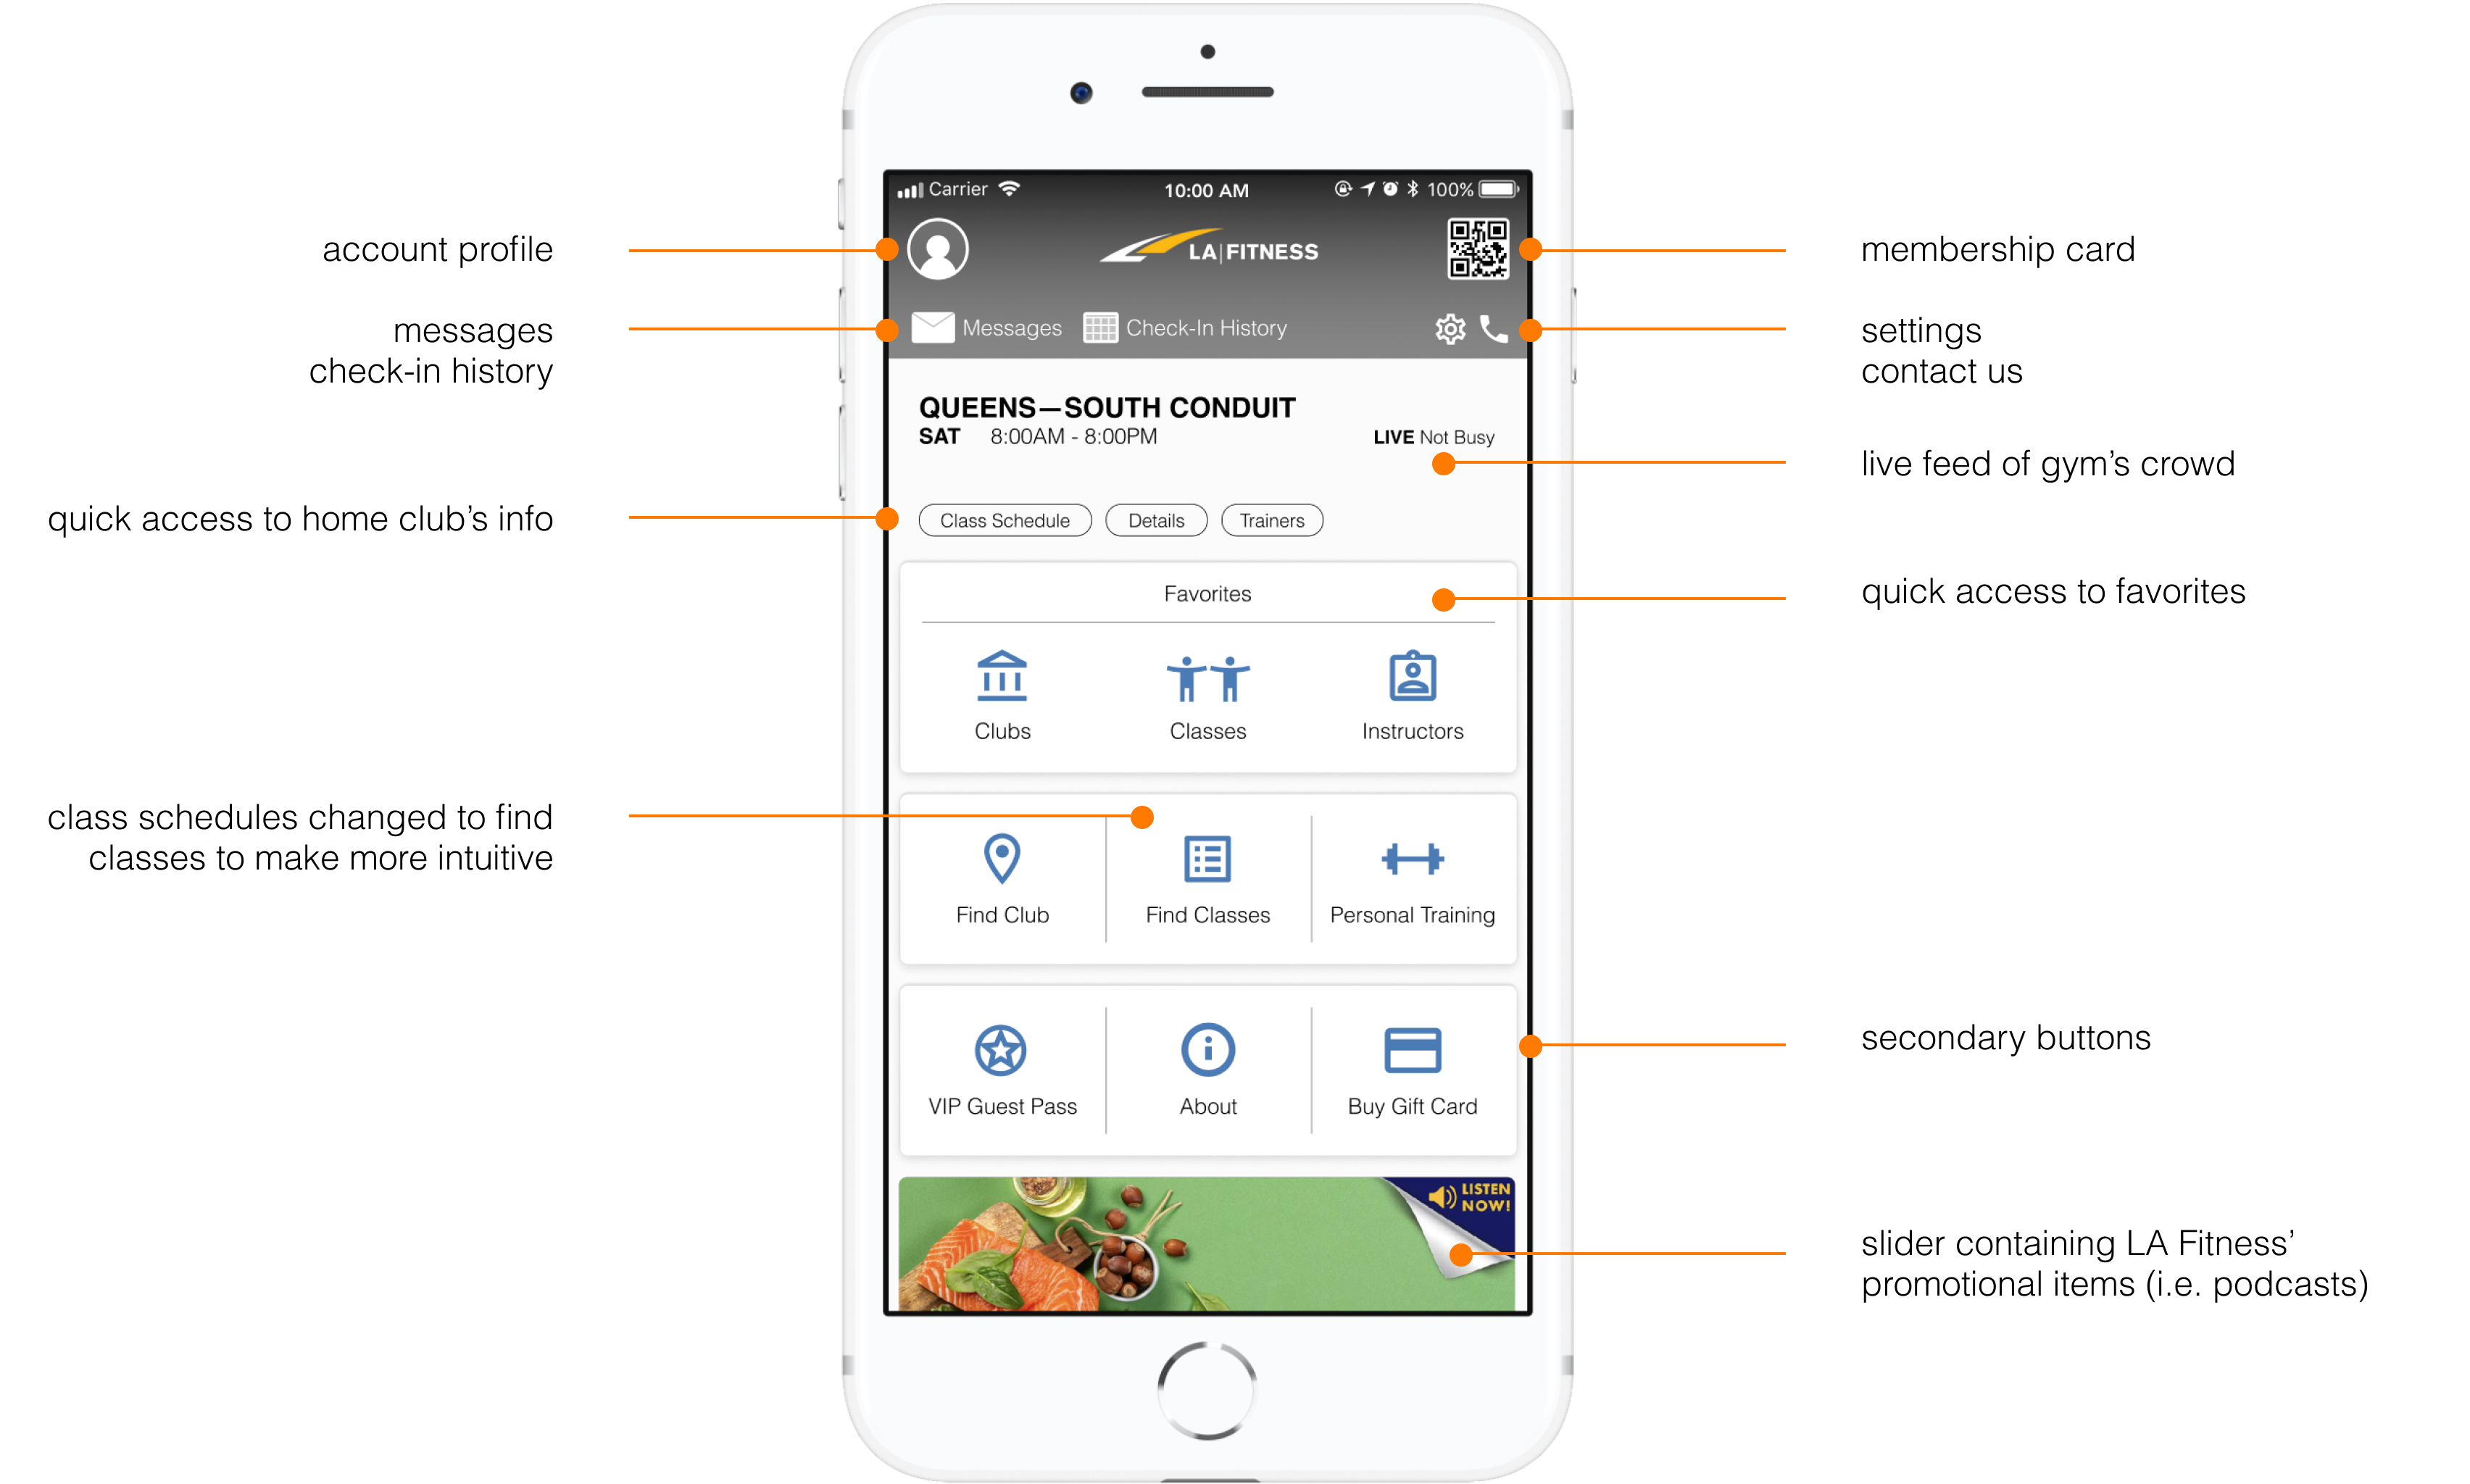 Carrier 10:00 AM 100%
account profile
LA|FITNESS
membership card
messages
check-in history
Messages Check-In History
settings
contact us
QUEENS—SOUTH CONDUIT
SAT 8:00AM - 8:00PM
LIVE Not Busy
live feed of gym’s crowd
quick access to home club’s info
Class Schedule Details Trainers
Favorites
quick access to favorites
Clubs Classes Instructors
class schedules changed to find
classes to make more intuitive
Find Club Find Classes Personal Training
secondary buttons
VIP Guest Pass About Buy Gift Card
LISTEN
NOW!
slider containing LA Fitness’
promotional items (i.e. podcasts)